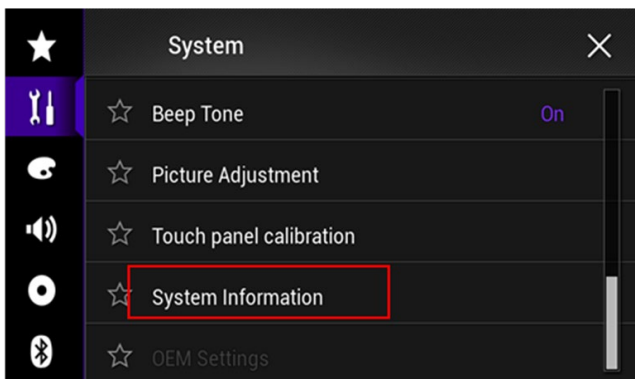 System
Beep Tone On
Picture Adjustment
Touch panel calibration
System Information
OEM Settings